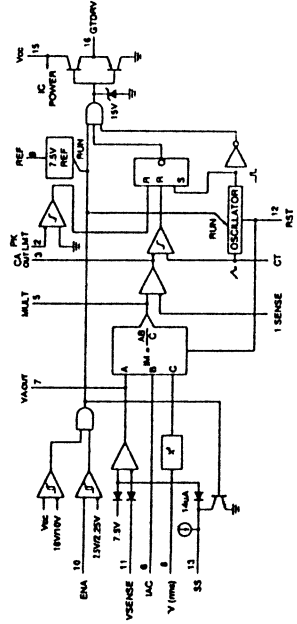 VAOUT 7
MULT 5
CA OUT 3
PK LMT 2
REF 9
7.5V REF
RUN
Vcc 15
IC POWER
16 GTDRV
15V
Vcc
16V/10V
10 ENA
2.5V/2.25V
7.5V
11 VSENSE
6 IAC
8 V (rms)
13 SS
14uA
X²
A
B
C
IM = AB/C
R
R
S
RUN
OSCILLATOR
12 RST
CT
I SENSE